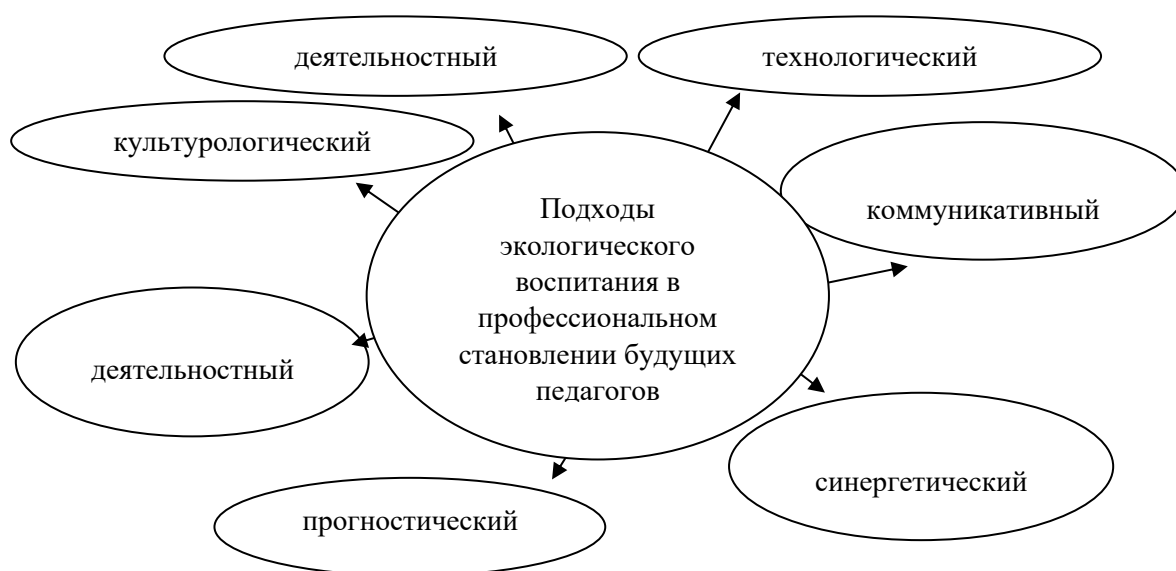 деятельностный
технологический
культурологический
коммуникативный
Подходы
экологического
воспитания в
профессиональном
становлении будущих
педагогов
деятельностный
синергетический
прогностический